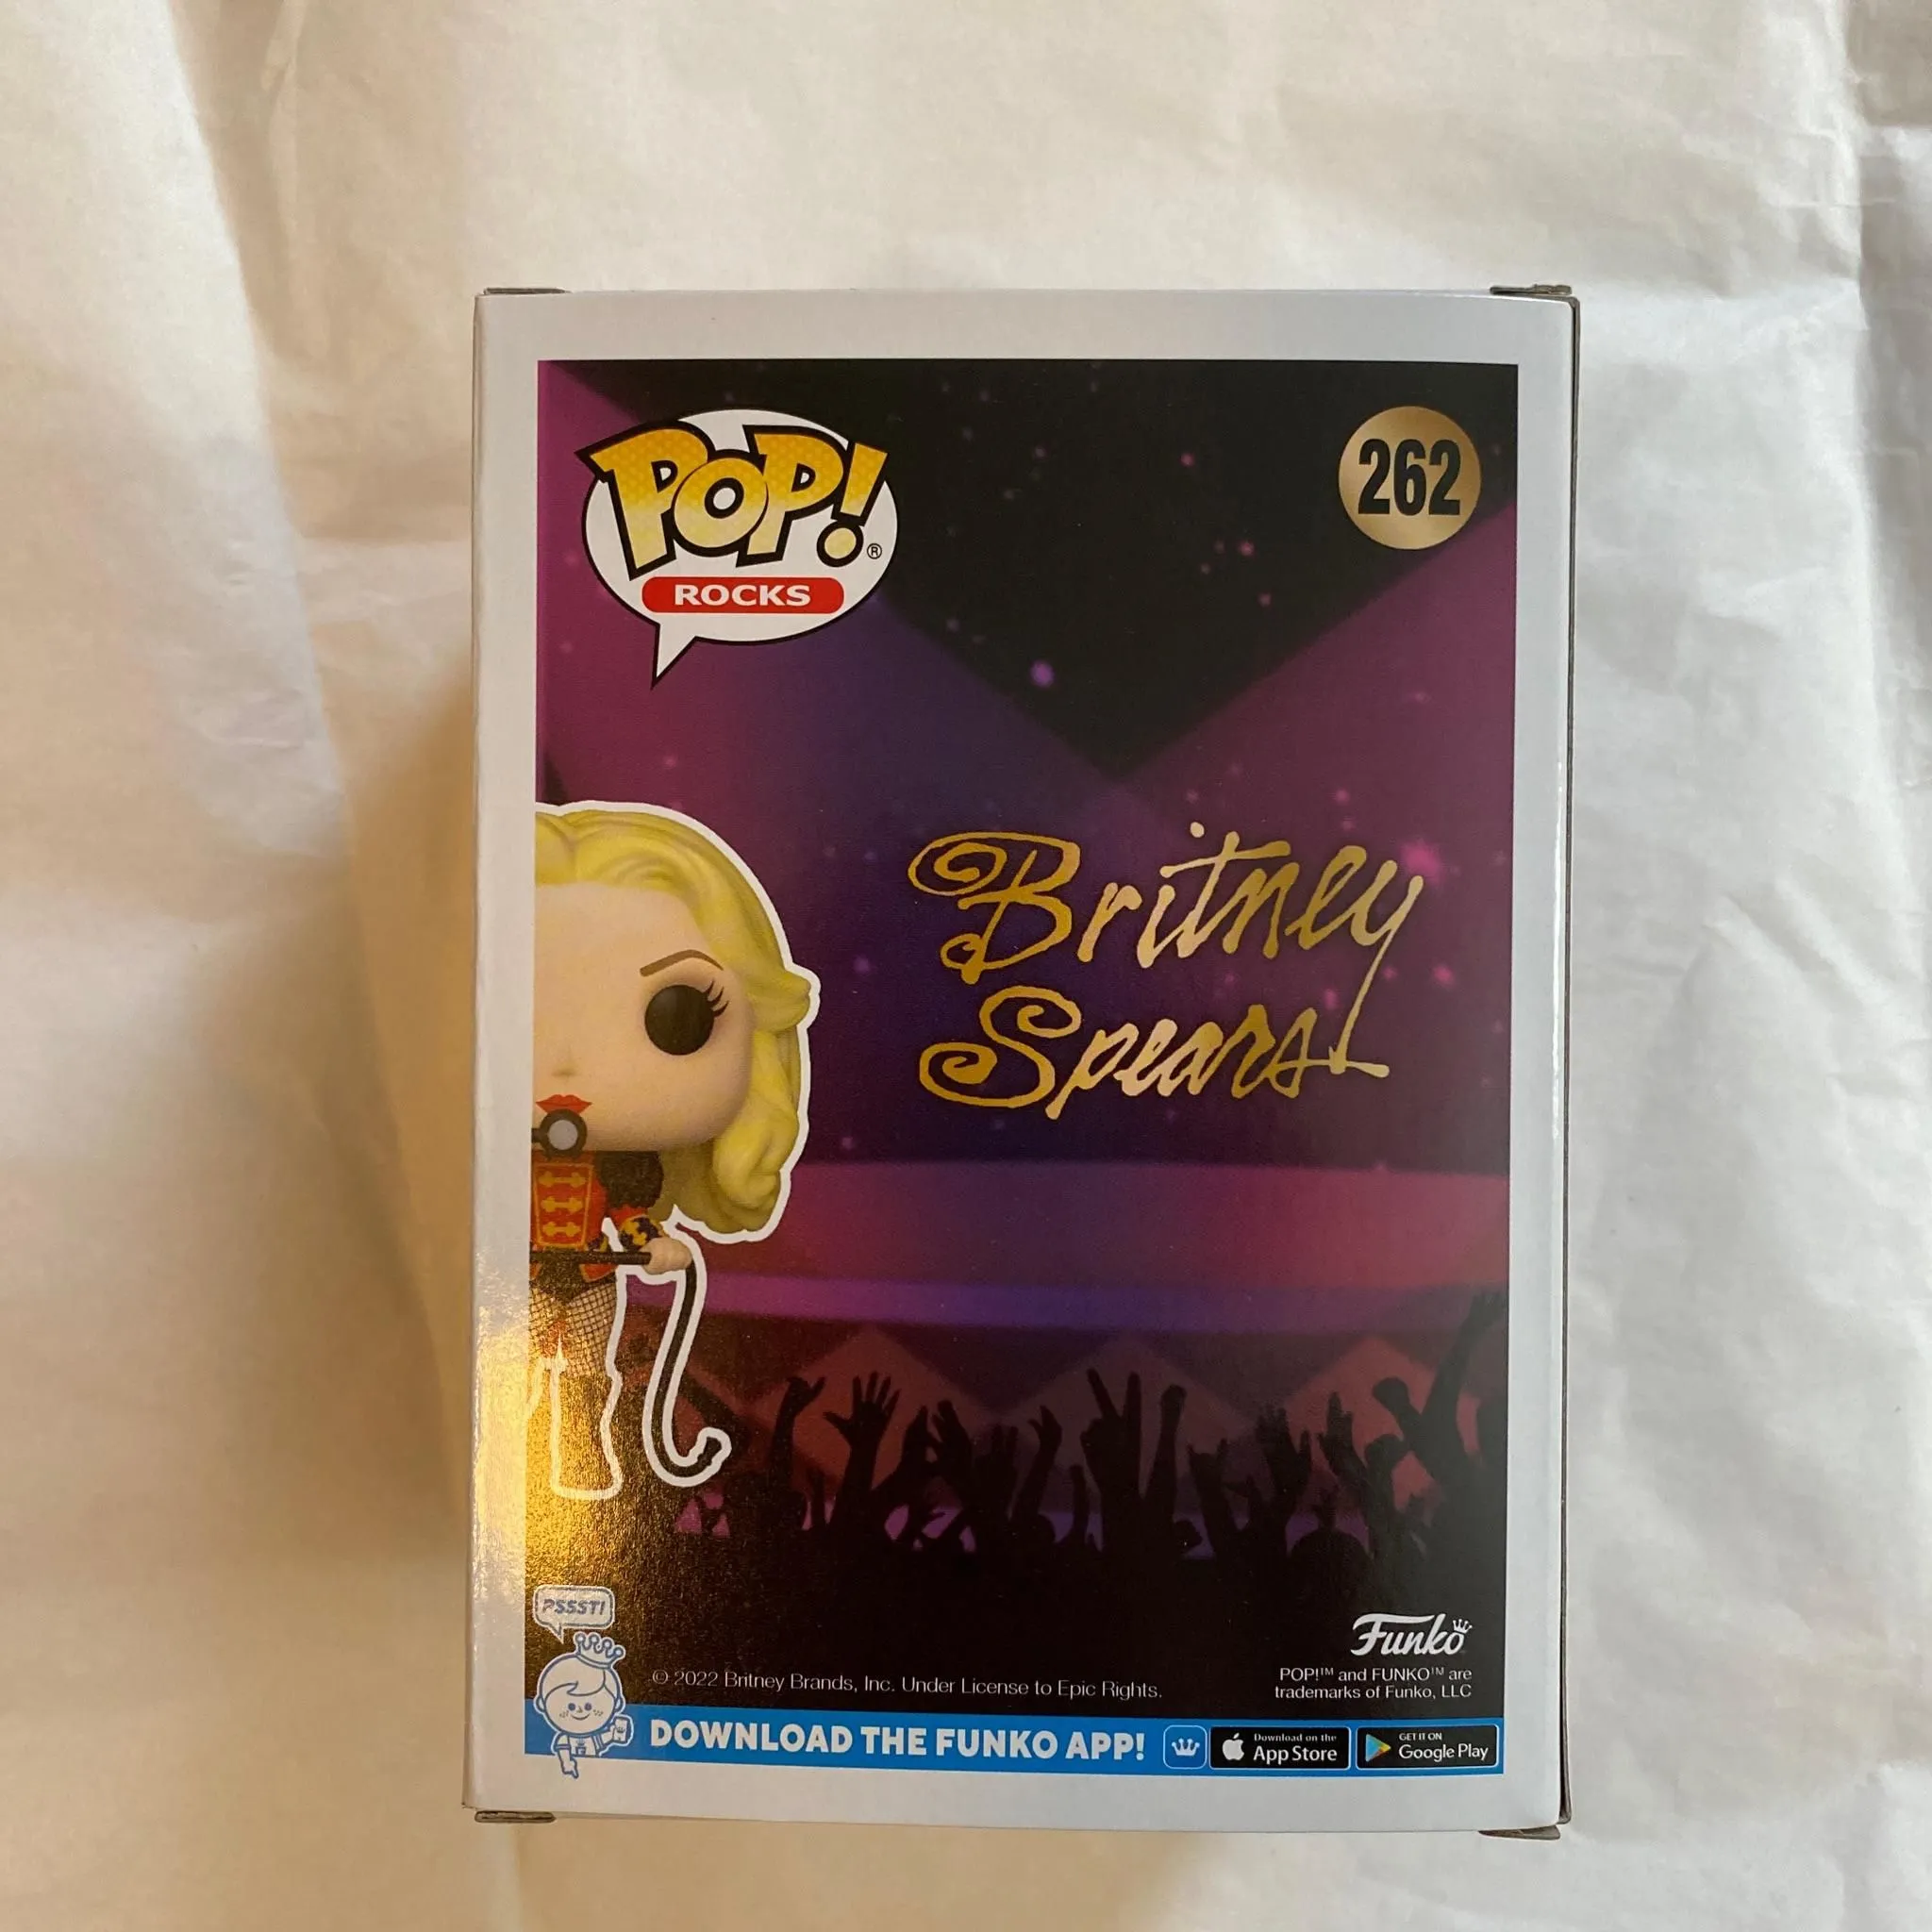 POP!®
ROCKS
262
Britney
Spears
PSSST!
Funko
© 2022 Britney Brands, Inc. Under License to Epic Rights.
POP!™ and FUNKO™ are
trademarks of Funko, LLC
DOWNLOAD THE FUNKO APP!
Download on the
App Store
GET IT ON
Google Play